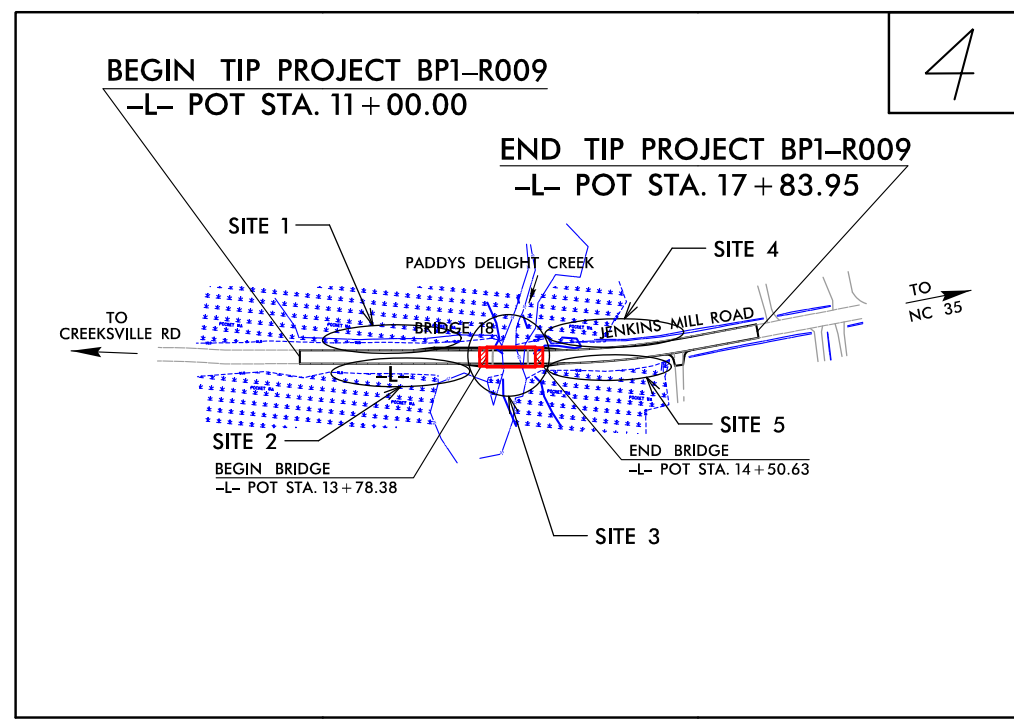 4
BEGIN TIP PROJECT BP1–R009
–L– POT STA. 11+00.00
END TIP PROJECT BP1–R009
–L– POT STA. 17+83.95
SITE 1
SITE 4
PADDYS DELIGHT CREEK
TO
NC 35
TO
CREEKSVILLE RD
BRIDGE 18
JENKINS MILL ROAD
–L–
SITE 2
SITE 5
BEGIN BRIDGE
–L– POT STA. 13+78.38
END BRIDGE
–L– POT STA. 14+50.63
SITE 3